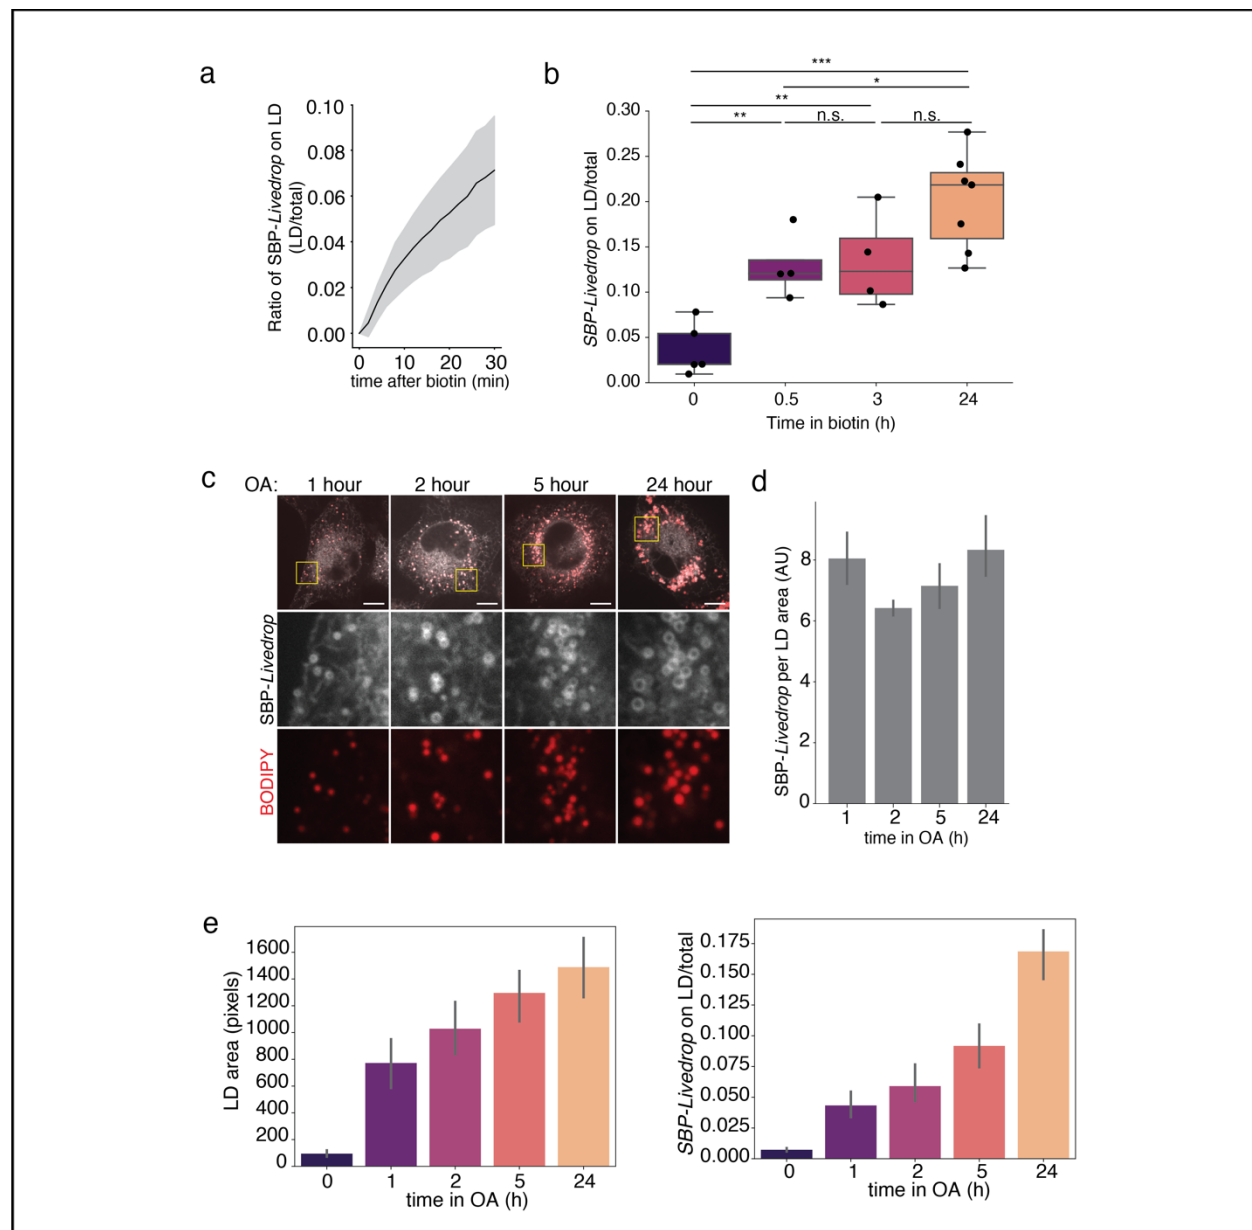 a
Ratio of SBP-Livedrop on LD
(LD/total)
0.10
0.08
0.06
0.04
0.02
0.00
0 10 20 30
time after biotin (min)
b
***
*
**
** n.s. n.s.
SBP-Livedrop on LD/total
0.30
0.25
0.20
0.15
0.10
0.05
0.00
0 0.5 3 24
Time in biotin (h)
c
OA: 1 hour 2 hour 5 hour 24 hour
SBP-Livedrop
BODIPY
d
SBP-Livedrop per LD area (AU)
8
6
4
2
0
1 2 5 24
time in OA (h)
e
LD area (pixels)
1600
1400
1200
1000
800
600
400
200
0
0 1 2 5 24
time in OA (h)
SBP-Livedrop on LD/total
0.175
0.150
0.125
0.100
0.075
0.050
0.025
0.000
0 1 2 5 24
time in OA (h)